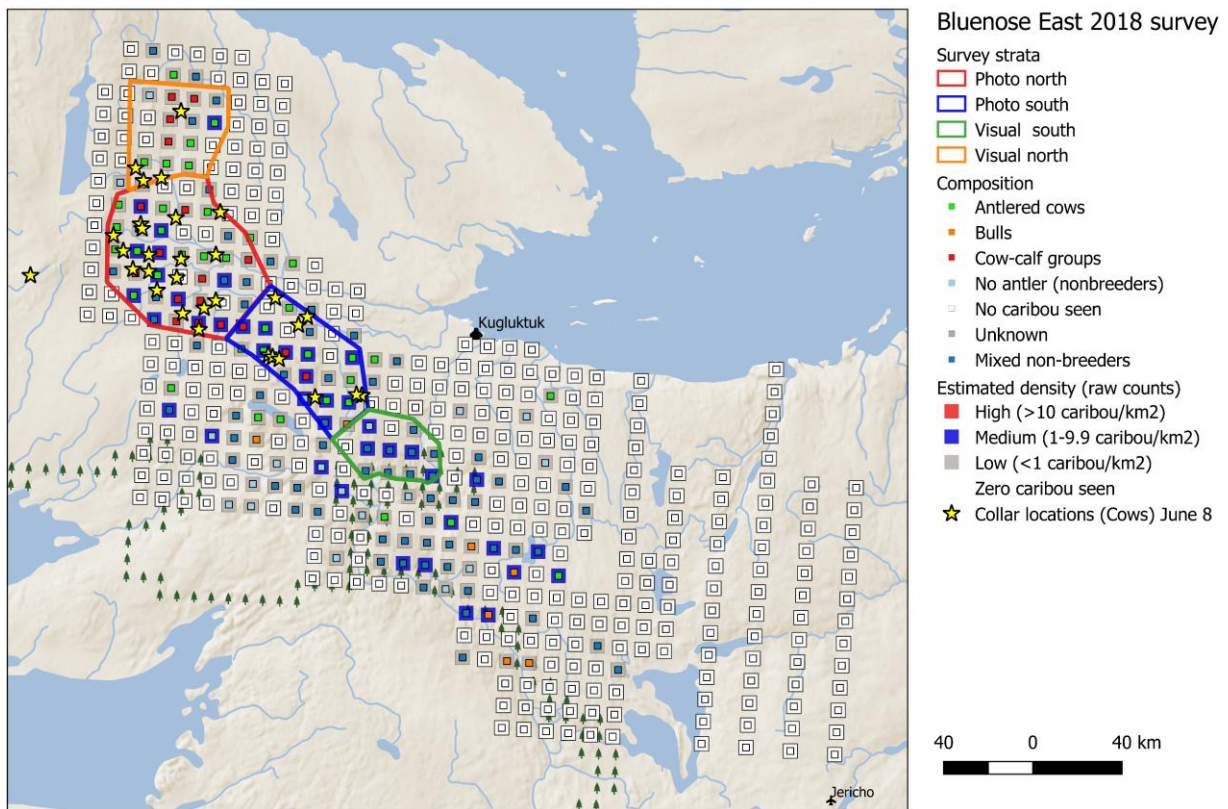 Bluenose East 2018 survey
Survey strata
Photo north
Photo south
Visual south
Visual north
Composition
Antlered cows
Bulls
Cow-calf groups
No antler (nonbreeders)
No caribou seen
Unknown
Mixed non-breeders
Estimated density (raw counts)
High (>10 caribou/km2)
Medium (1-9.9 caribou/km2)
Low (<1 caribou/km2)
Zero caribou seen
Collar locations (Cows) June 8
Kugluktuk
40 0 40 km
Jericho